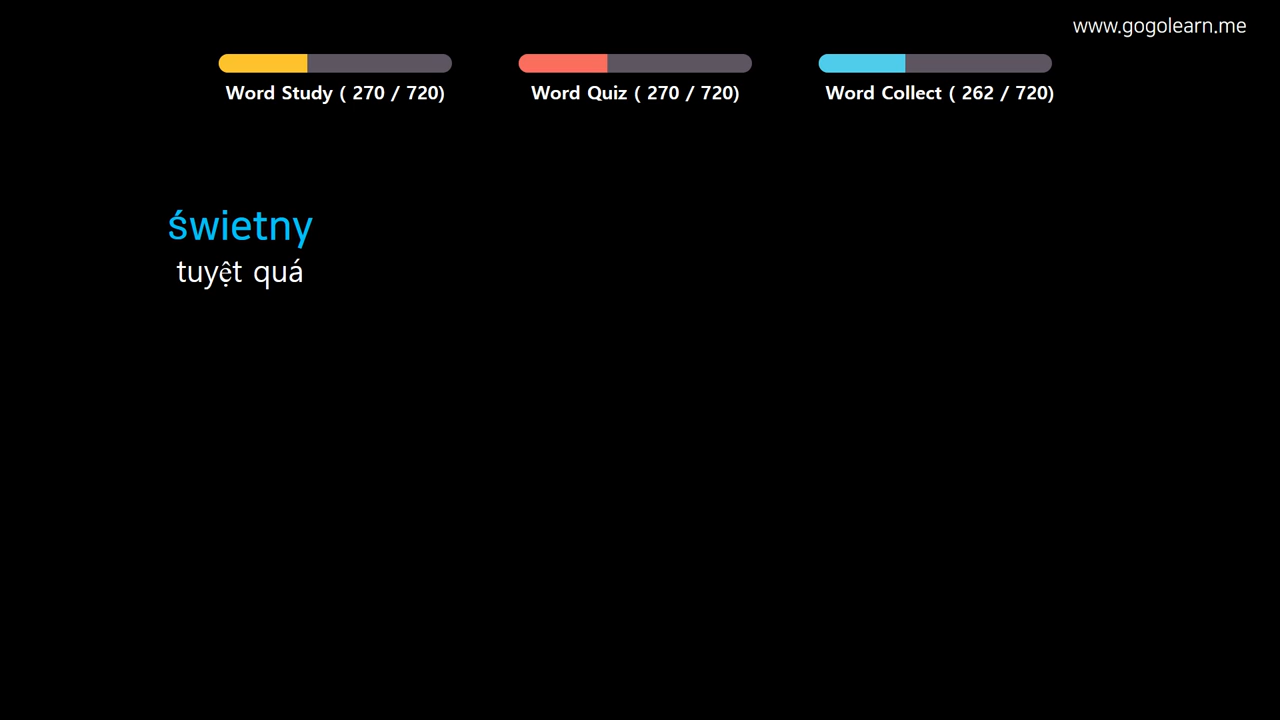 www.gogolearn.me
Word Study ( 270 / 720)
Word Quiz ( 270 / 720)
Word Collect ( 262 / 720)
świetny
tuyệt quá